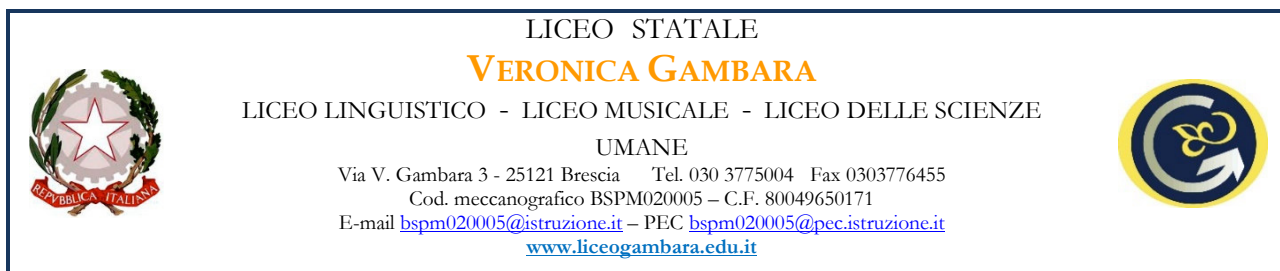 LICEO STATALE
VERONICA GAMBARA
LICEO LINGUISTICO - LICEO MUSICALE - LICEO DELLE SCIENZE
UMANE
Via V. Gambara 3 - 25121 Brescia Tel. 030 3775004 Fax 0303776455
Cod. meccanografico BSPM020005 – C.F. 80049650171
E-mail bspm020005@istruzione.it – PEC bspm020005@pec.istruzione.it
www.liceogambara.edu.it
REPVBBLICA ITALIANA